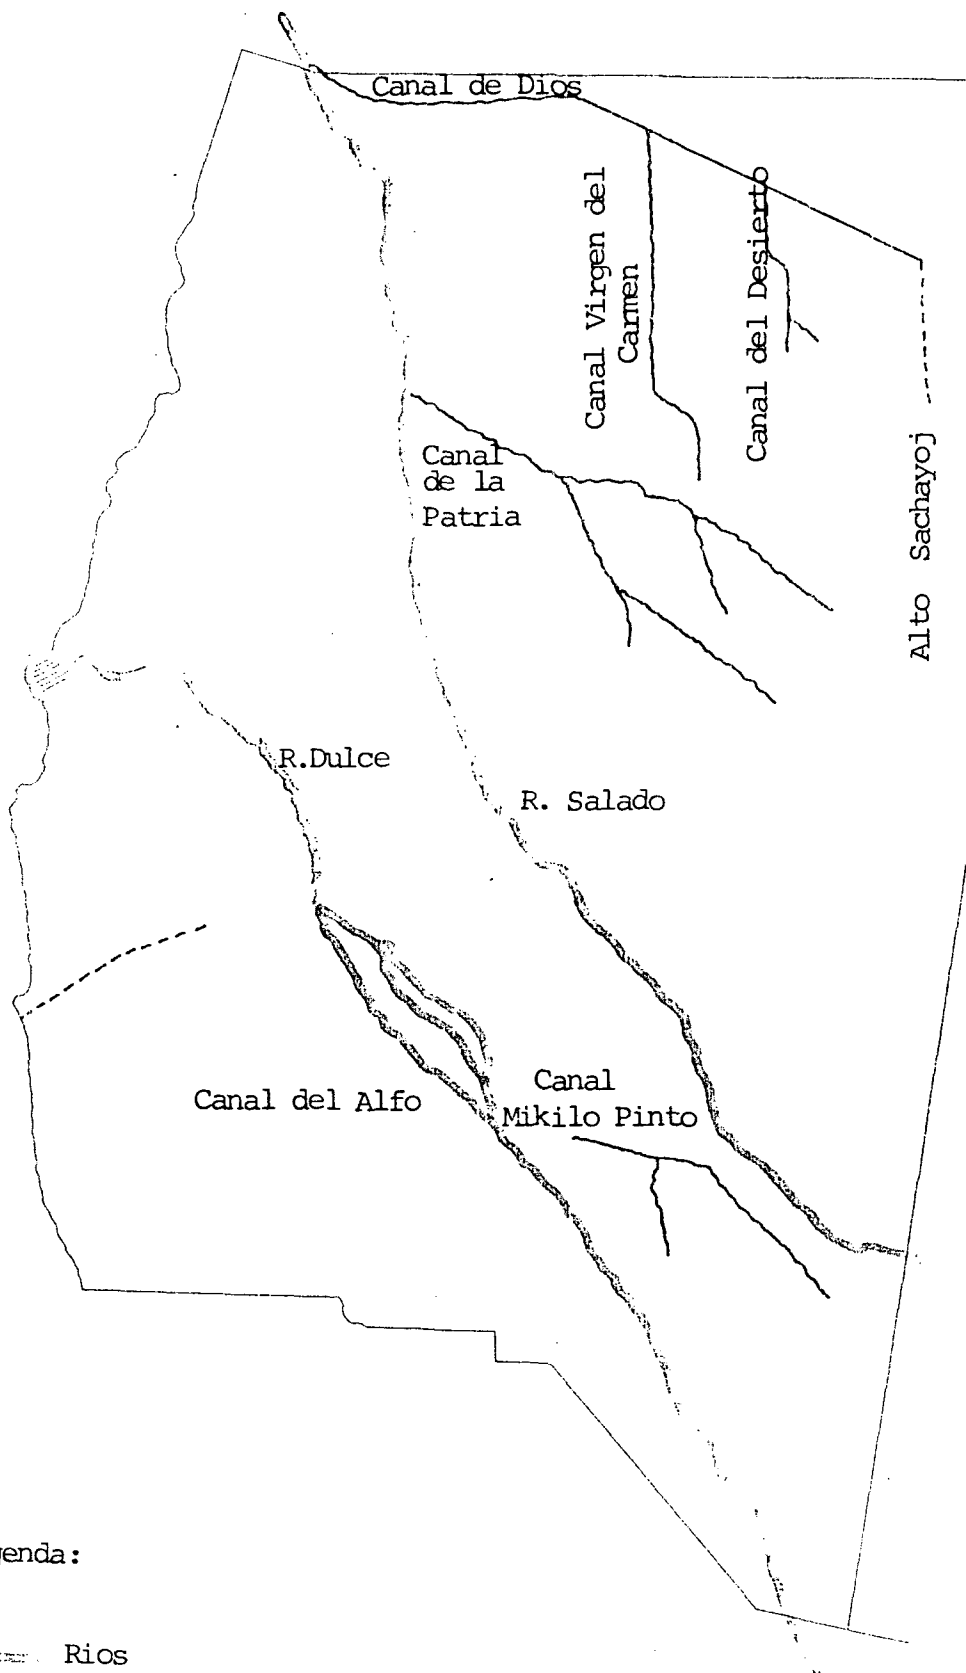 Canal de Dios
Canal Virgen del
Carmen
Canal del Desierto
Canal
de la
Patria
Alto Sachayoj
R.Dulce
R. Salado
Canal del Alfo
Canal
Mikilo Pinto
genda:
Rios